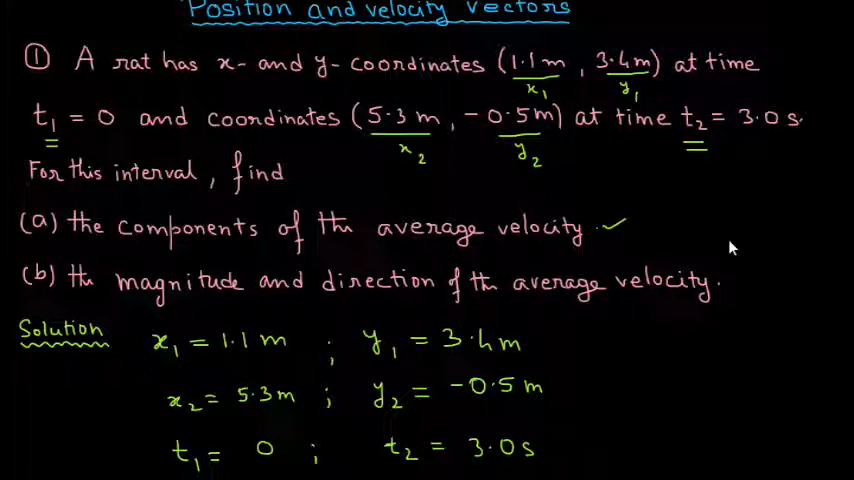 Position and velocity vectors
① A rat has x- and y-coordinates (1.1 m, 3.4 m) at time
x₁ y₁
t₁ = 0 and coordinates (5.3 m, -0.5 m) at time t₂ = 3.0 s.
x₂ y₂
For this interval, find
(a) the components of the average velocity.
(b) the magnitude and direction of the average velocity.
Solution x₁ = 1.1 m ; y₁ = 3.4 m
x₂ = 5.3 m ; y₂ = -0.5 m
t₁ = 0 ; t₂ = 3.0 s